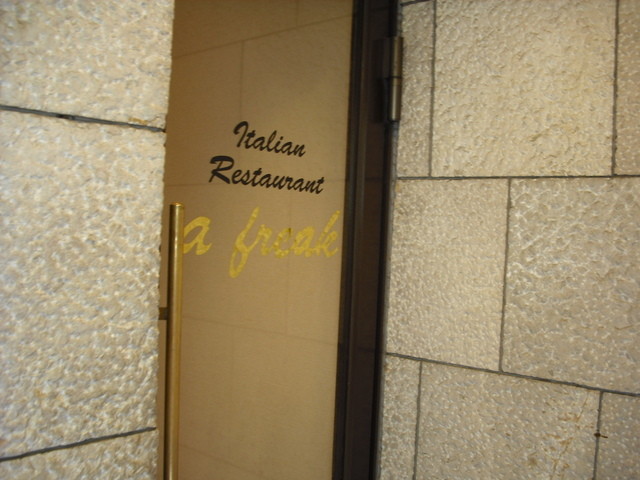 Italian
Restaurant
a freak